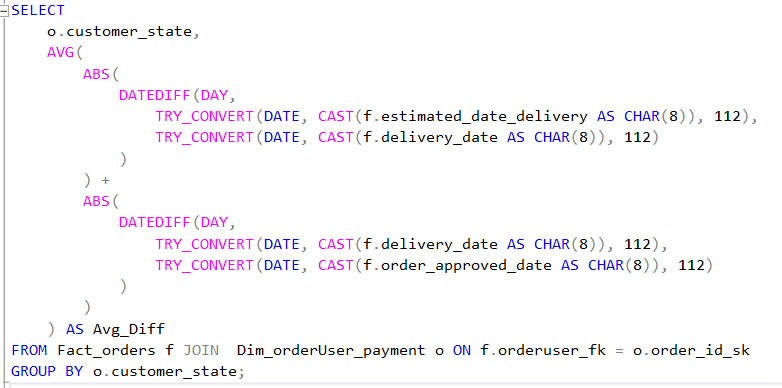 SELECT
o.customer_state,
AVG(
ABS(
DATEDIFF(DAY,
TRY_CONVERT(DATE, CAST(f.estimated_date_delivery AS CHAR(8)), 112),
TRY_CONVERT(DATE, CAST(f.delivery_date AS CHAR(8)), 112)
)
) +
ABS(
DATEDIFF(DAY,
TRY_CONVERT(DATE, CAST(f.delivery_date AS CHAR(8)), 112),
TRY_CONVERT(DATE, CAST(f.order_approved_date AS CHAR(8)), 112)
)
)
) AS Avg_Diff
FROM Fact_orders f JOIN  Dim_orderUser_payment o ON f.orderuser_fk = o.order_id_sk
GROUP BY o.customer_state;